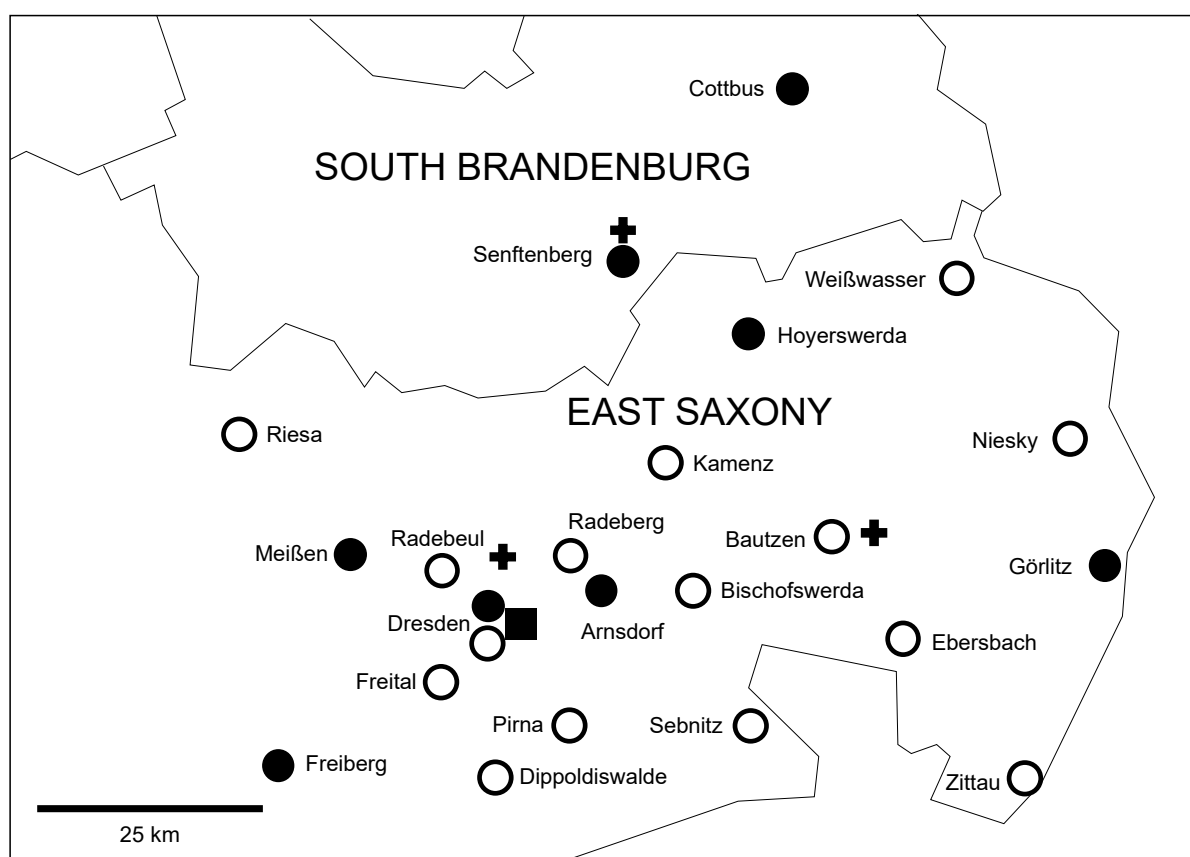 Cottbus
SOUTH BRANDENBURG
Senftenberg
Weißwasser
Hoyerswerda
EAST SAXONY
Riesa
Niesky
Kamenz
Radeberg
Radebeul
Bautzen
Meißen
Görlitz
Bischofswerda
Dresden
Arnsdorf
Ebersbach
Freital
Pirna
Sebnitz
Freiberg
Dippoldiswalde
Zittau
25 km